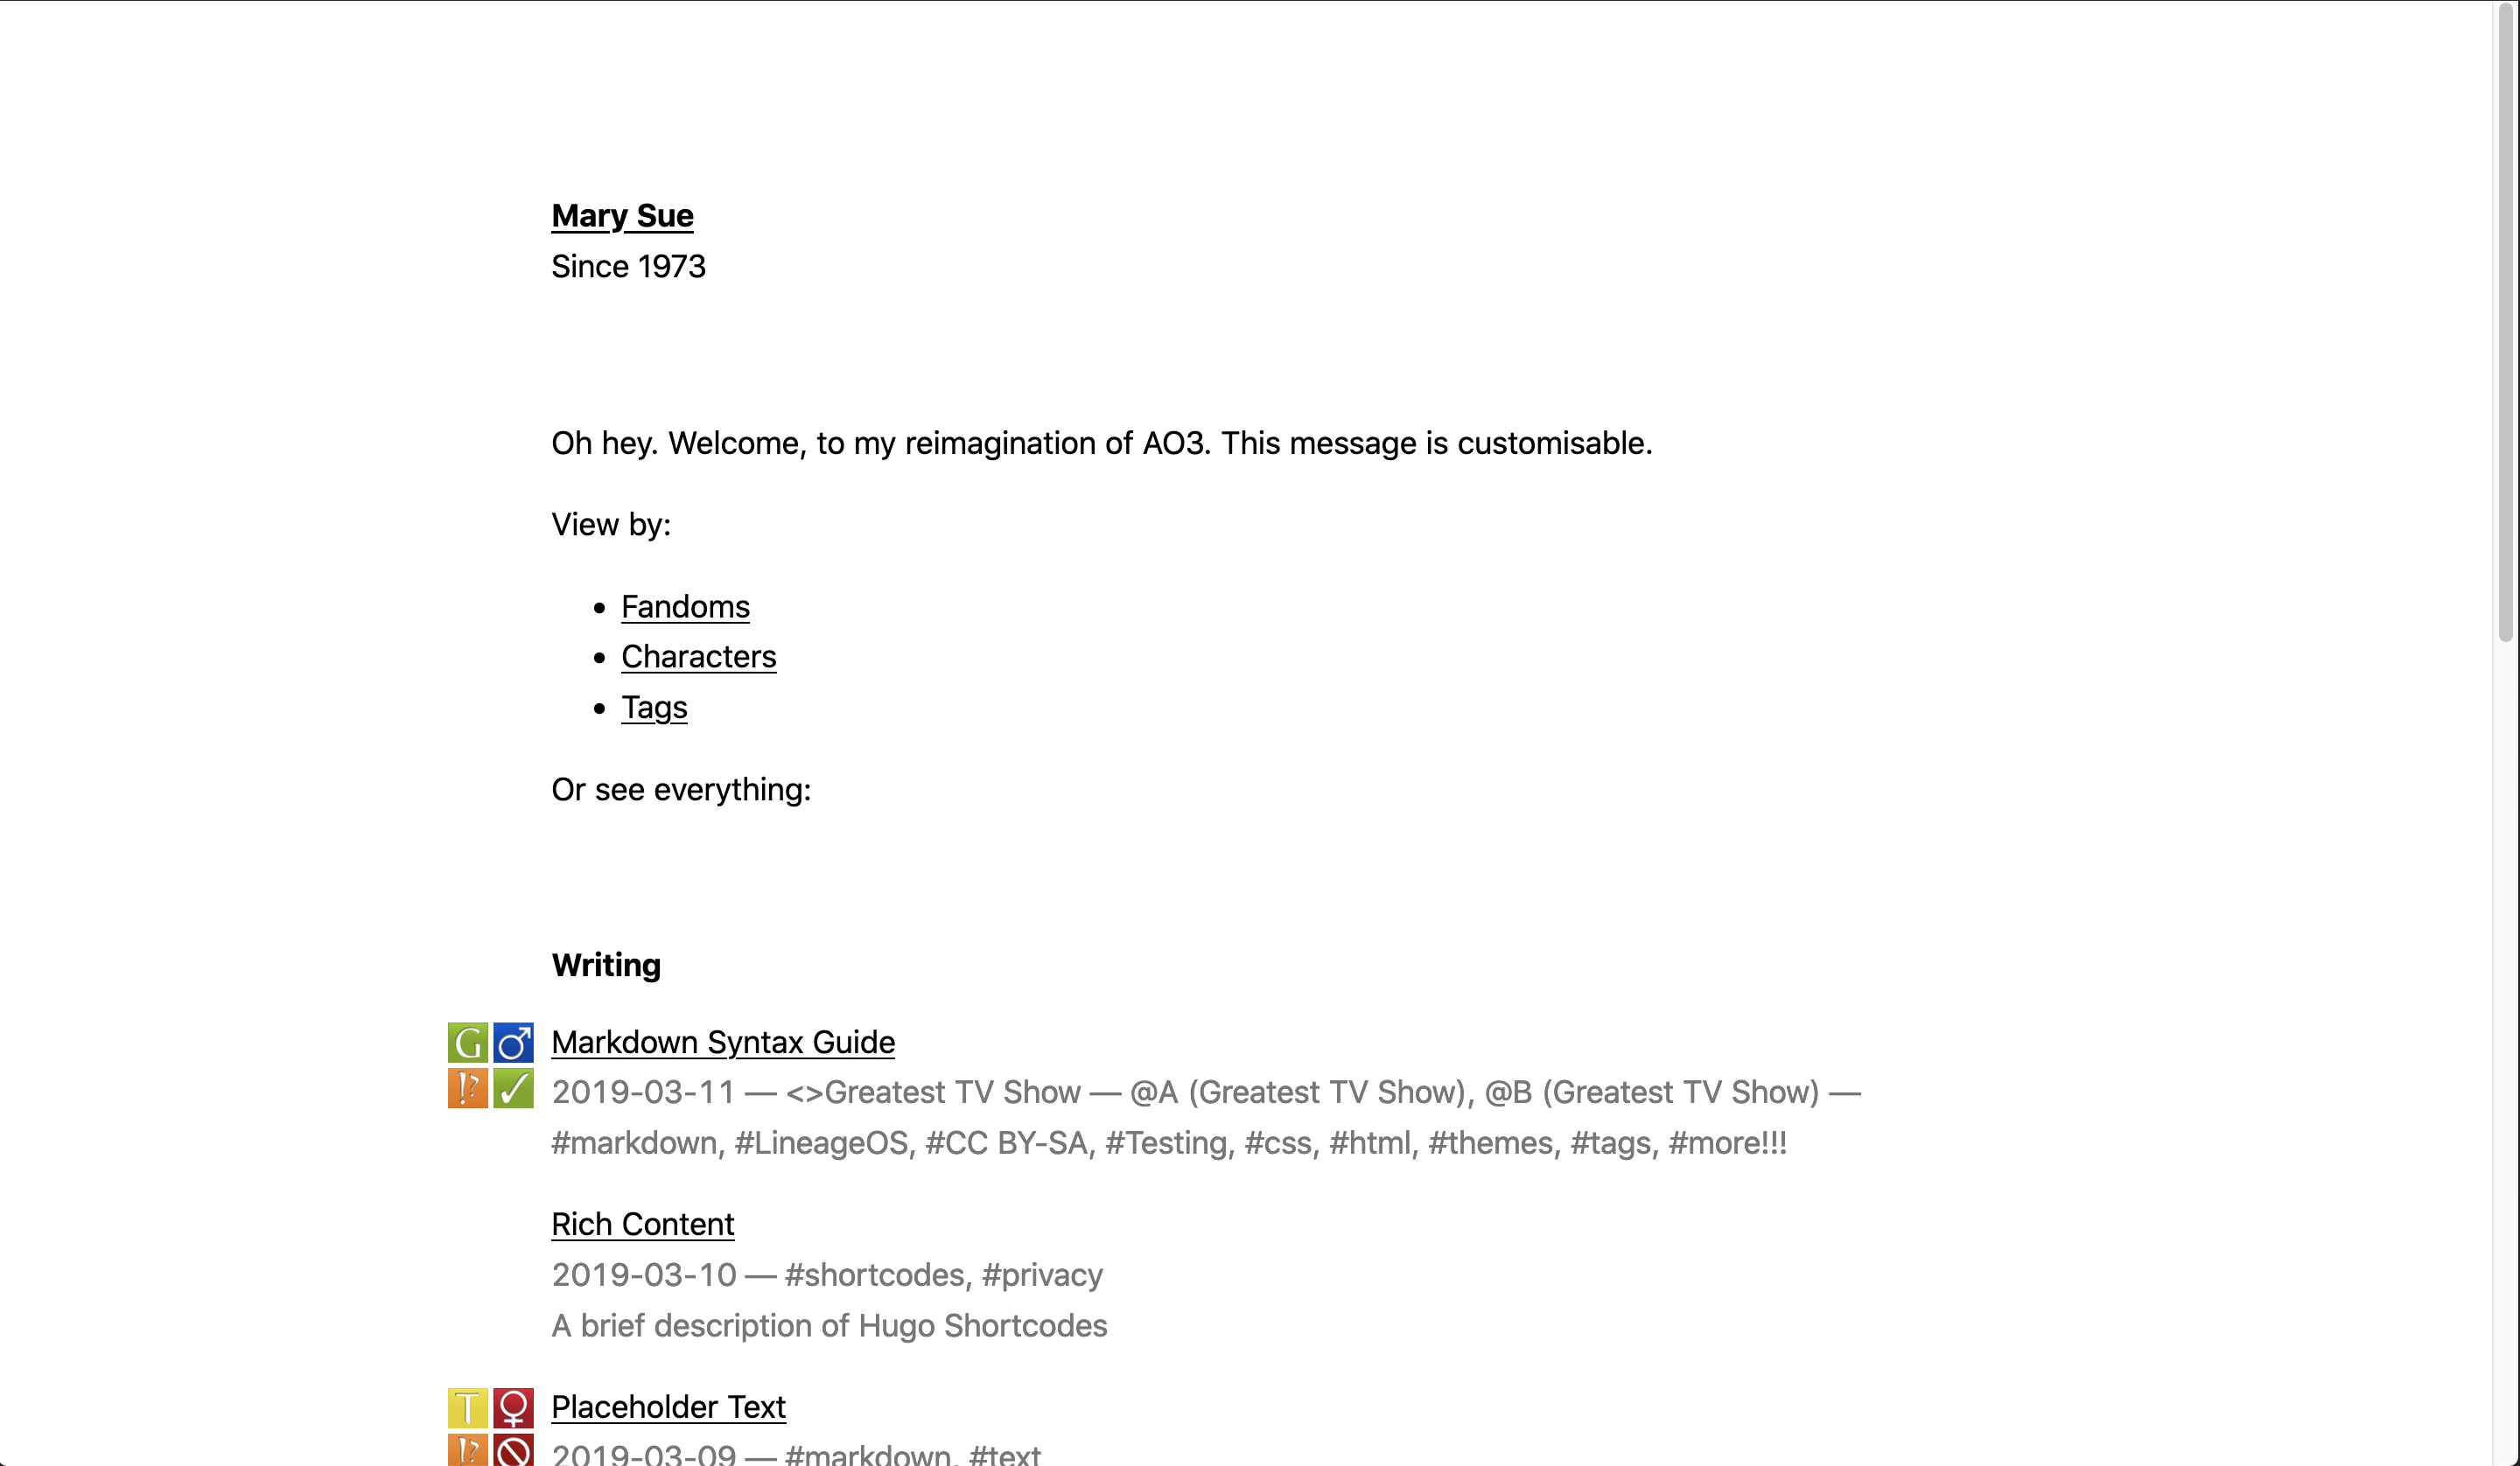 Mary Sue
Since 1973
Oh hey. Welcome, to my reimagination of AO3. This message is customisable.
View by:
• Fandoms
• Characters
• Tags
Or see everything:
Writing
G ♂ Markdown Syntax Guide
!? ✓ 2019-03-11 — <>Greatest TV Show — @A (Greatest TV Show), @B (Greatest TV Show) —
#markdown, #LineageOS, #CC BY-SA, #Testing, #css, #html, #themes, #tags, #more!!!
Rich Content
2019-03-10 — #shortcodes, #privacy
A brief description of Hugo Shortcodes
T ♀ Placeholder Text
!? 2019-03-09 — #markdown, #text